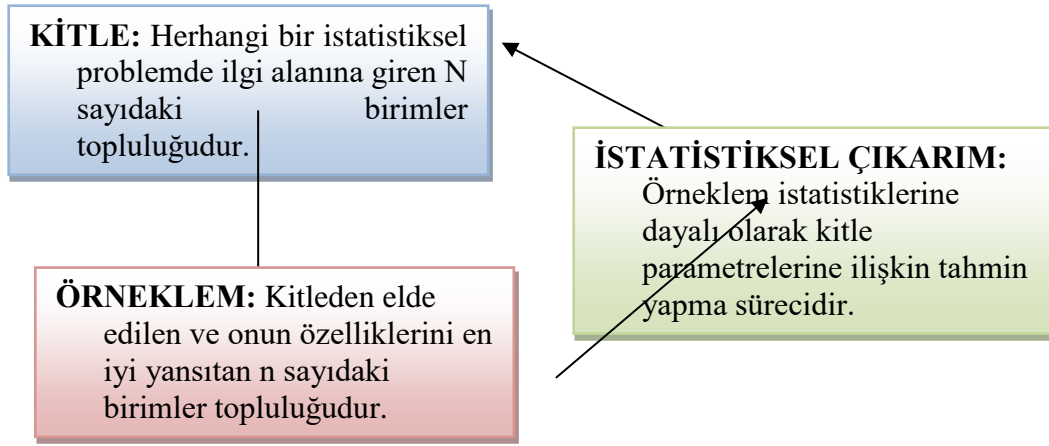 KİTLE: Herhangi bir istatistiksel
problemde ilgi alanına giren N
sayıdaki birimler
topluluğudur.
İSTATİSTİKSEL ÇIKARIM:
Örneklem istatistiklerine
dayalı olarak kitle
parametrelerine ilişkin tahmin
yapma sürecidir.
ÖRNEKLEM: Kitleden elde
edilen ve onun özelliklerini en
iyi yansıtan n sayıdaki
birimler topluluğudur.